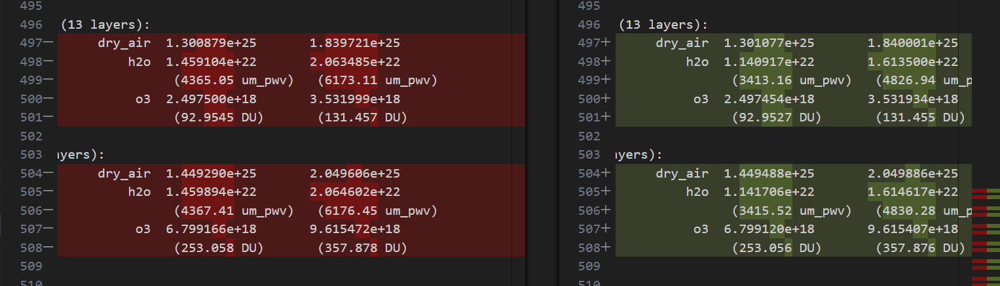 495
496 (13 layers):
497− dry_air 1.300879e+25 1.839721e+25
498− h2o 1.459104e+22 2.063485e+22
499− (4365.05 um_pwv) (6173.11 um_pwv)
500− o3 2.497500e+18 3.531999e+18
501− (92.9545 DU) (131.457 DU)
502
503 yers):
504− dry_air 1.449290e+25 2.049606e+25
505− h2o 1.459894e+22 2.064602e+22
506− (4367.41 um_pwv) (6176.45 um_pwv)
507− o3 6.799166e+18 9.615472e+18
508− (253.058 DU) (357.878 DU)
509
510
495
496 (13 layers):
497+ dry_air 1.301077e+25 1.840001e+25
498+ h2o 1.140917e+22 1.613500e+22
499+ (3413.16 um_pwv) (4826.94 um_p
500+ o3 2.497454e+18 3.531934e+18
501+ (92.9527 DU) (131.455 DU)
502
503 yers):
504+ dry_air 1.449488e+25 2.049886e+25
505+ h2o 1.141706e+22 1.614617e+22
506+ (3415.52 um_pwv) (4830.28 um_p
507+ o3 6.799120e+18 9.615407e+18
508+ (253.056 DU) (357.876 DU)
509
510